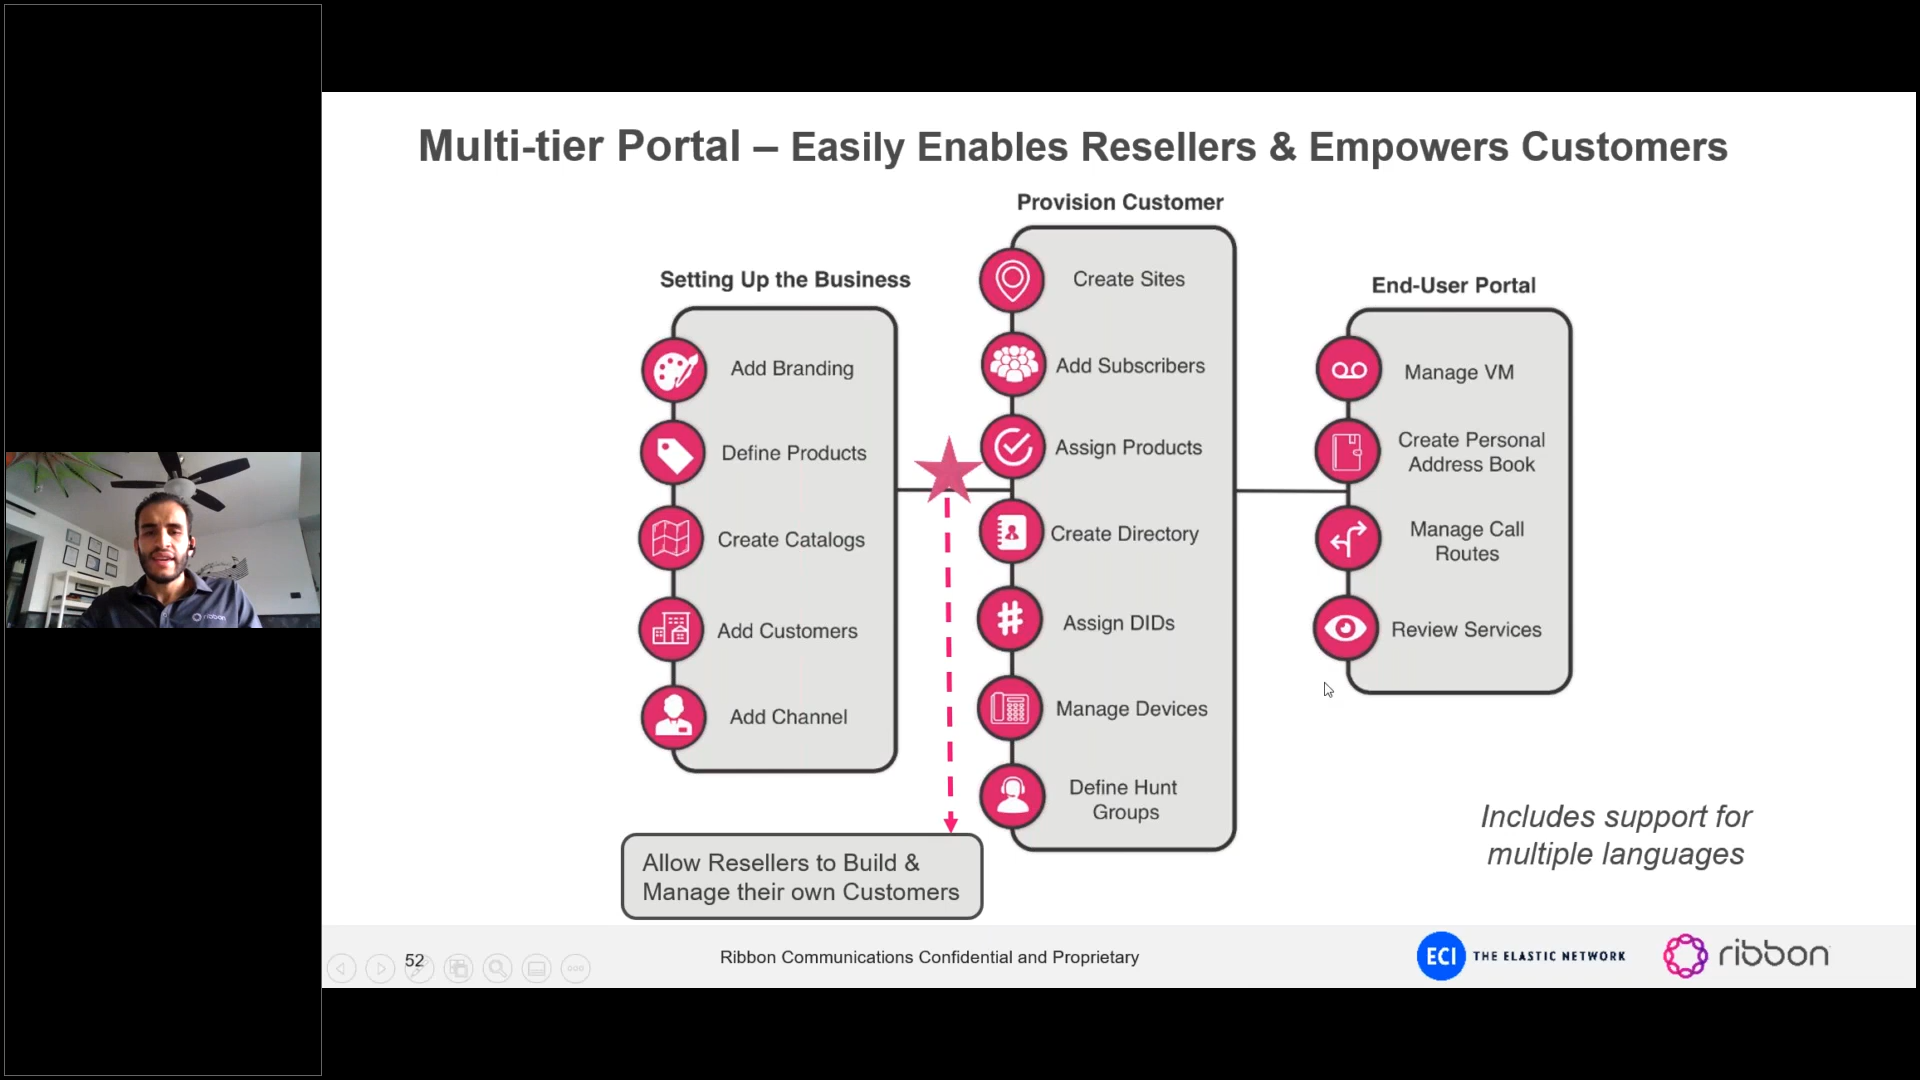 Multi-tier Portal – Easily Enables Resellers & Empowers Customers
Setting Up the Business
Add Branding
Define Products
Create Catalogs
Add Customers
Add Channel
Provision Customer
Create Sites
Add Subscribers
Assign Products
Create Directory
Assign DIDs
Manage Devices
Define Hunt
Groups
End-User Portal
Manage VM
Create Personal
Address Book
Manage Call
Routes
Review Services
Allow Resellers to Build &
Manage their own Customers
Includes support for
multiple languages
52
Ribbon Communications Confidential and Proprietary
ECI THE ELASTIC NETWORK
ribbon
ribbon